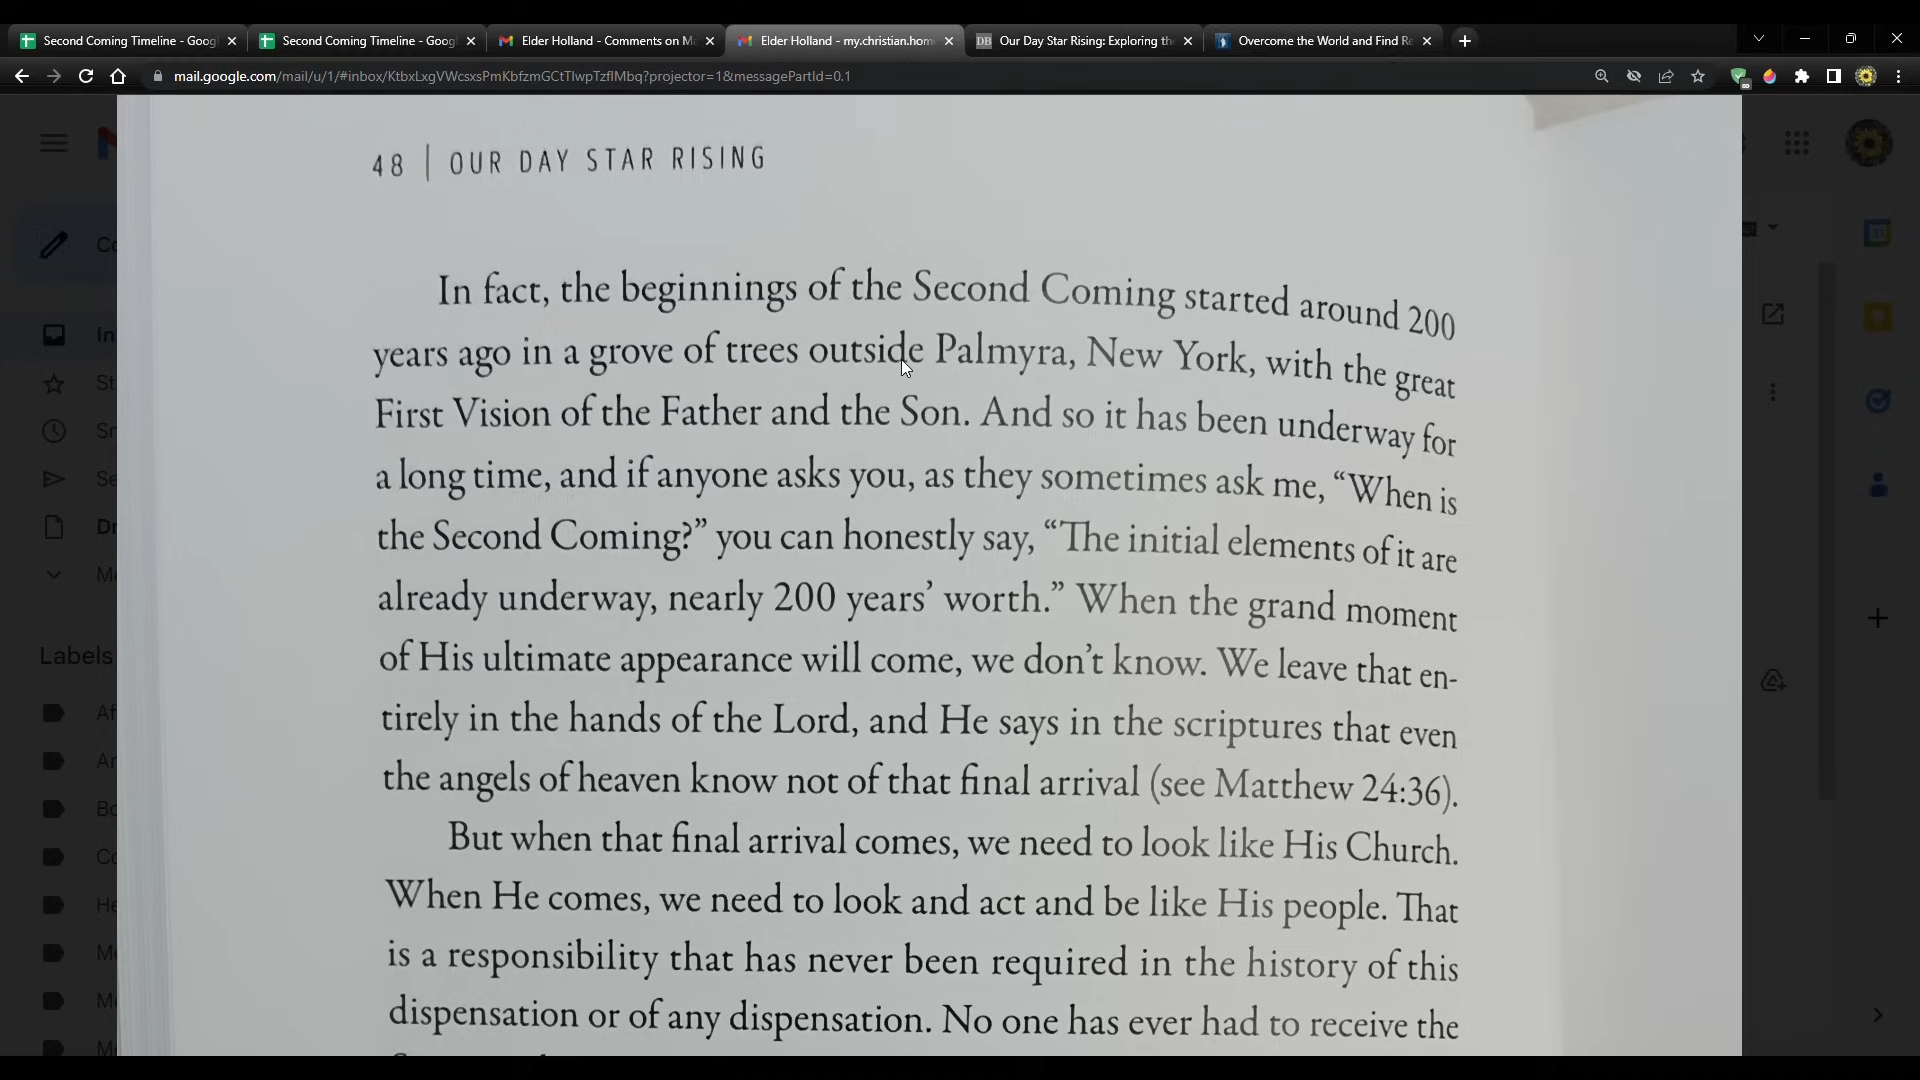 Second Coming Timeline - Goog
Second Coming Timeline - Goog
Elder Holland - Comments on M
Elder Holland - my.christian.hom
Our Day Star Rising: Exploring th
Overcome the World and Find Re
mail.google.com/mail/u/1/#inbox/KtbxLxgVWcsxsPmKbfzmGCtTlwpTzflMbq?projector=1&messagePartId=0.1
48 | OUR DAY STAR RISING
In fact, the beginnings of the Second Coming started around 200
years ago in a grove of trees outside Palmyra, New York, with the great
First Vision of the Father and the Son. And so it has been underway for
a long time, and if anyone asks you, as they sometimes ask me, “When is
the Second Coming?” you can honestly say, “The initial elements of it are
already underway, nearly 200 years’ worth.” When the grand moment
of His ultimate appearance will come, we don’t know. We leave that en-
tirely in the hands of the Lord, and He says in the scriptures that even
the angels of heaven know not of that final arrival (see Matthew 24:36).
But when that final arrival comes, we need to look like His Church.
When He comes, we need to look and act and be like His people. That
is a responsibility that has never been required in the history of this
dispensation or of any dispensation. No one has ever had to receive the
Labels